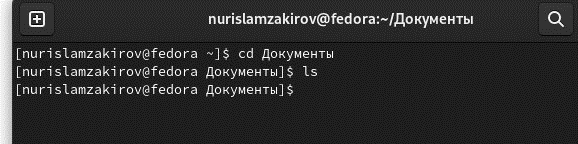 nurislamzakirov@fedora:~/Документы
[nurislamzakirov@fedora ~]$ cd Документы
[nurislamzakirov@fedora Документы]$ ls
[nurislamzakirov@fedora Документы]$